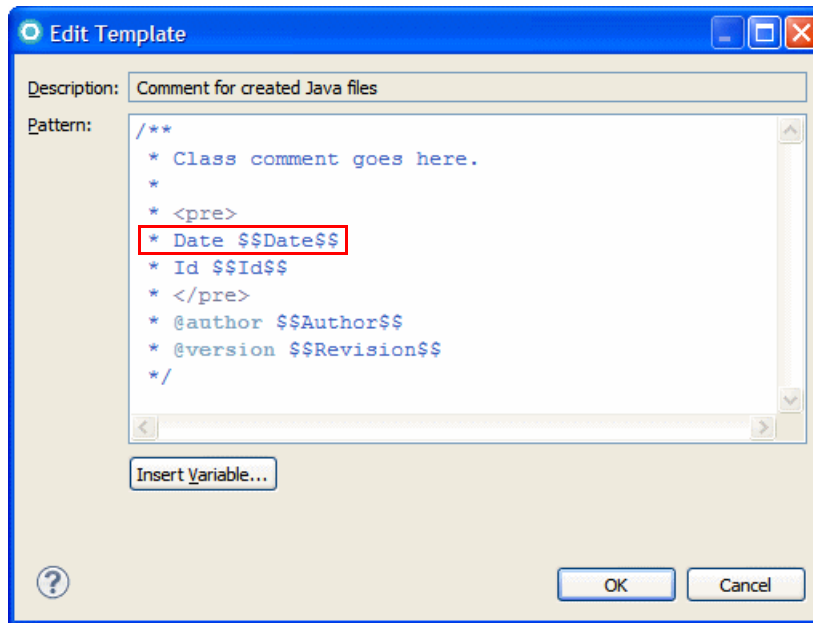 Edit Template
Description: Comment for created Java files
Pattern:
/**
 * Class comment goes here.
 *
 * <pre>
 * Date $$Date$$
 * Id $$Id$$
 * </pre>
 * @author $$Author$$
 * @version $$Revision$$
 */
Insert Variable...
?
OK Cancel